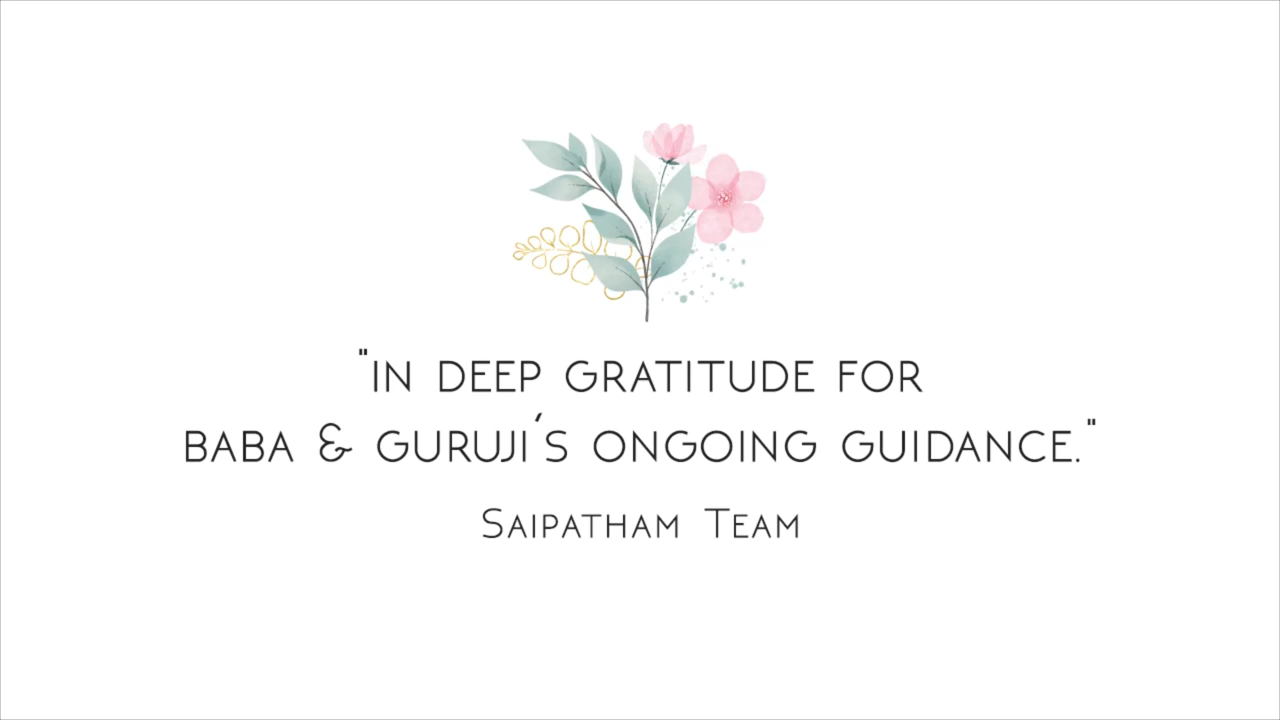 "IN DEEP GRATITUDE FOR
BABA & GURUJI'S ONGOING GUIDANCE."
SAIPATHAM TEAM